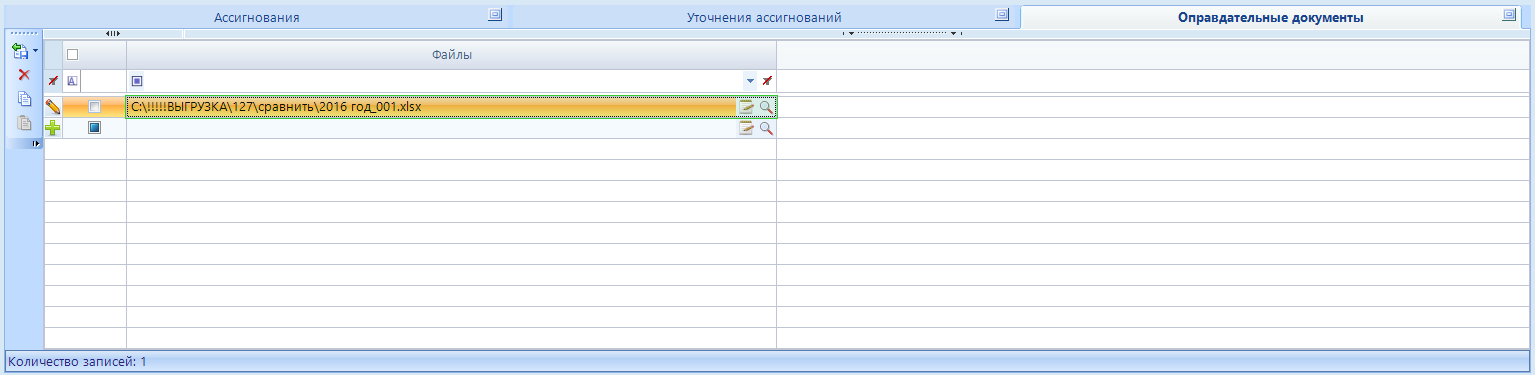 Ассигнования
Уточнения ассигнований
Оправдательные документы
Файлы
A
C:\!!!!!ВЫГРУЗКА\127\сравнить\2016 год_001.xlsx
Количество записей: 1